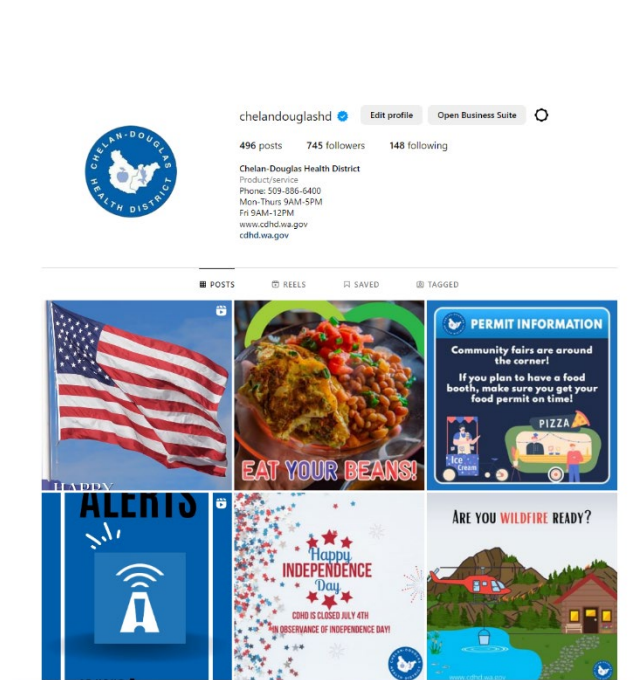 chelandouglashd
Edit profile
Open Business Suite
496 posts
745 followers
148 following
CHELAN-DOUGLAS
HEALTH DISTRICT
Chelan-Douglas Health District
Product/service
Phone: 509-886-6400
Mon-Thurs 9AM-5PM
Fri 9AM-12PM
www.cdhd.wa.gov
cdhd.wa.gov
POSTS
REELS
SAVED
TAGGED
HAPPY
EAT YOUR BEANS!
PERMIT INFORMATION
Community fairs are around
the corner!
If you plan to have a food
booth, make sure you get your
food permit on time!
PIZZA
Ice
Cream
ALERTS
Happy
INDEPENDENCE
Day
CDHD IS CLOSED JULY 4TH
IN OBSERVANCE OF INDEPENDENCE DAY!
ARE YOU WILDFIRE READY?
www.cdhd.wa.gov